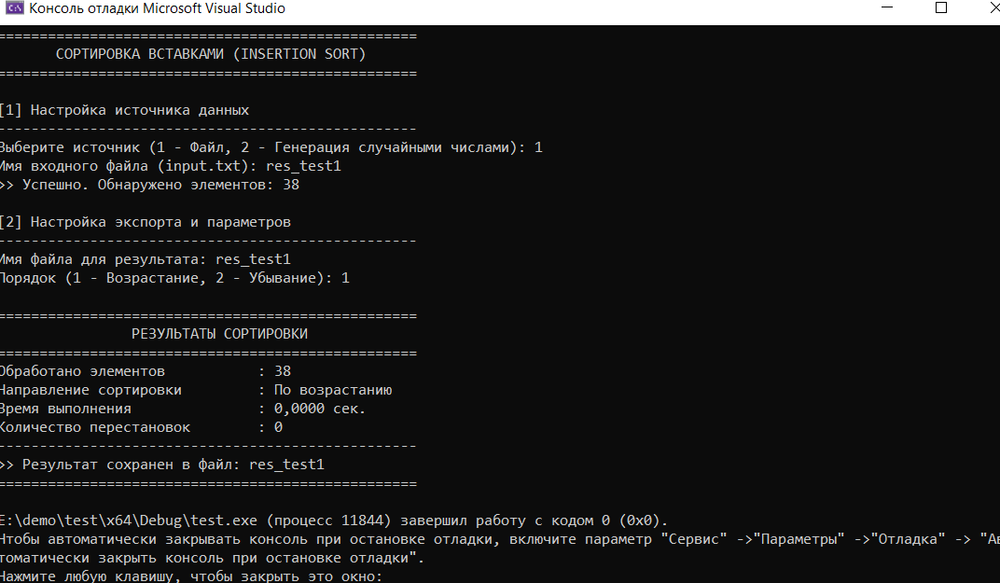 Консоль отладки Microsoft Visual Studio
==================================================
СОРТИРОВКА ВСТАВКАМИ (INSERTION SORT)
==================================================
[1] Настройка источника данных
--------------------------------------------------
Выберите источник (1 - Файл, 2 - Генерация случайными числами): 1
Имя входного файла (input.txt): res_test1
>> Успешно. Обнаружено элементов: 38
[2] Настройка экспорта и параметров
--------------------------------------------------
Имя файла для результата: res_test1
Порядок (1 - Возрастание, 2 - Убывание): 1
==================================================
РЕЗУЛЬТАТЫ СОРТИРОВКИ
==================================================
Обработано элементов : 38
Направление сортировки : По возрастанию
Время выполнения : 0,0000 сек.
Количество перестановок : 0
--------------------------------------------------
>> Результат сохранен в файл: res_test1
==================================================
E:\demo\test\x64\Debug\test.exe (процесс 11844) завершил работу с кодом 0 (0x0).
Чтобы автоматически закрывать консоль при остановке отладки, включите параметр "Сервис" ->"Параметры" ->"Отладка" -> "Ав
томатически закрыть консоль при остановке отладки".
Нажмите любую клавишу, чтобы закрыть это окно: